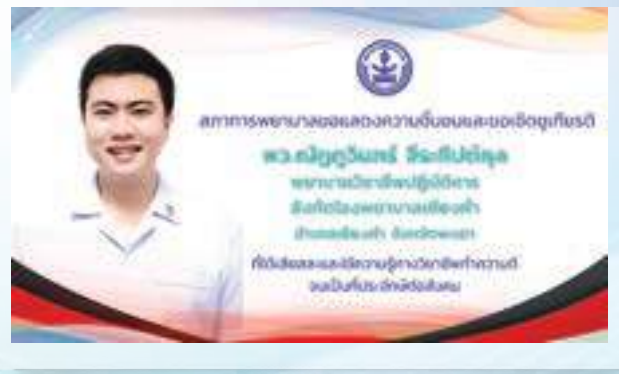 สภาการพยาบาลขอแสดงความชื่นชมและขอเชิดชูเกียรติ
พว.
พยาบาลวิชาชีพปฏิบัติการ
สังกัดโรงพยาบาลเชียงคำ
อำเภอเชียงคำ จังหวัดพะเยา
ที่ได้เสียสละและใช้ความรู้ทางวิชาชีพทำความดี
จนเป็นที่ประจักษ์ต่อสังคม